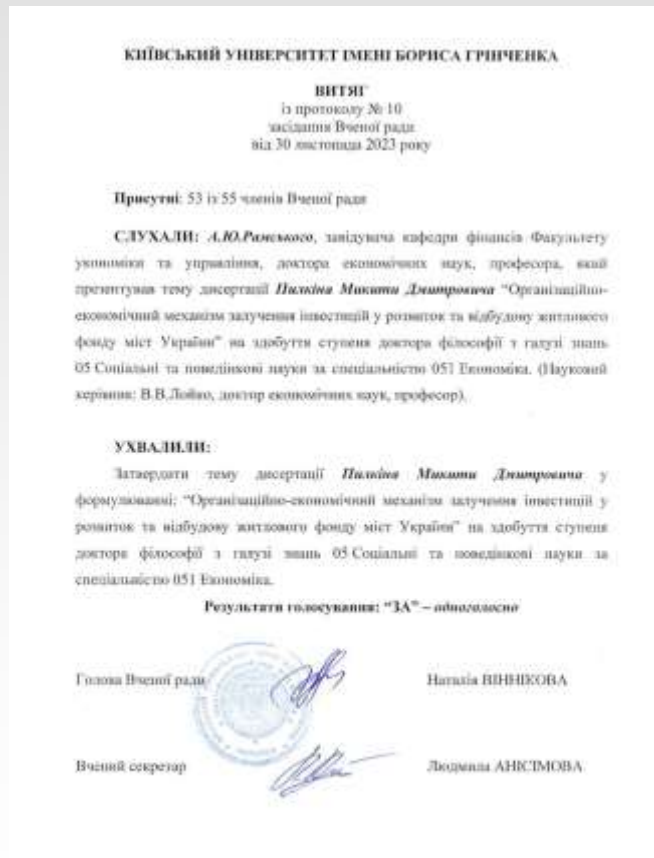 КИЇВСЬКИЙ УНІВЕРСИТЕТ ІМЕНІ БОРИСА ГРІНЧЕНКА
ВИТЯГ
із протоколу № 10
засідання Вченої ради
від 30 листопада 2023 року
Присутні: 53 із 55 членів Вченої ради
СЛУХАЛИ: А.Ю.Рамського, завідувача кафедри фінансів Факультету
економіки та управління, доктора економічних наук, професора, який
презентував тему дисертації Пилкіна Микити Дмитровича “Організаційно-
економічний механізм залучення інвестицій у розвиток та відбудову житлового
фонду міст України” на здобуття ступеня доктора філософії з галузі знань
05 Соціальні та поведінкові науки за спеціальністю 051 Економіка. (Науковий
керівник: В.В.Лойко, доктор економічних наук, професор).
УХВАЛИЛИ:
Затвердити тему дисертації Пилкіна Микити Дмитровича у
формулюванні: “Організаційно-економічний механізм залучення інвестицій у
розвиток та відбудову житлового фонду міст України” на здобуття ступеня
доктора філософії з галузі знань 05 Соціальні та поведінкові науки за
спеціальністю 051 Економіка.
Результати голосування: “ЗА” – одноголосно
Голова Вченої ради Наталія ВІННІКОВА
Вчений секретар Людмила АНІСІМОВА